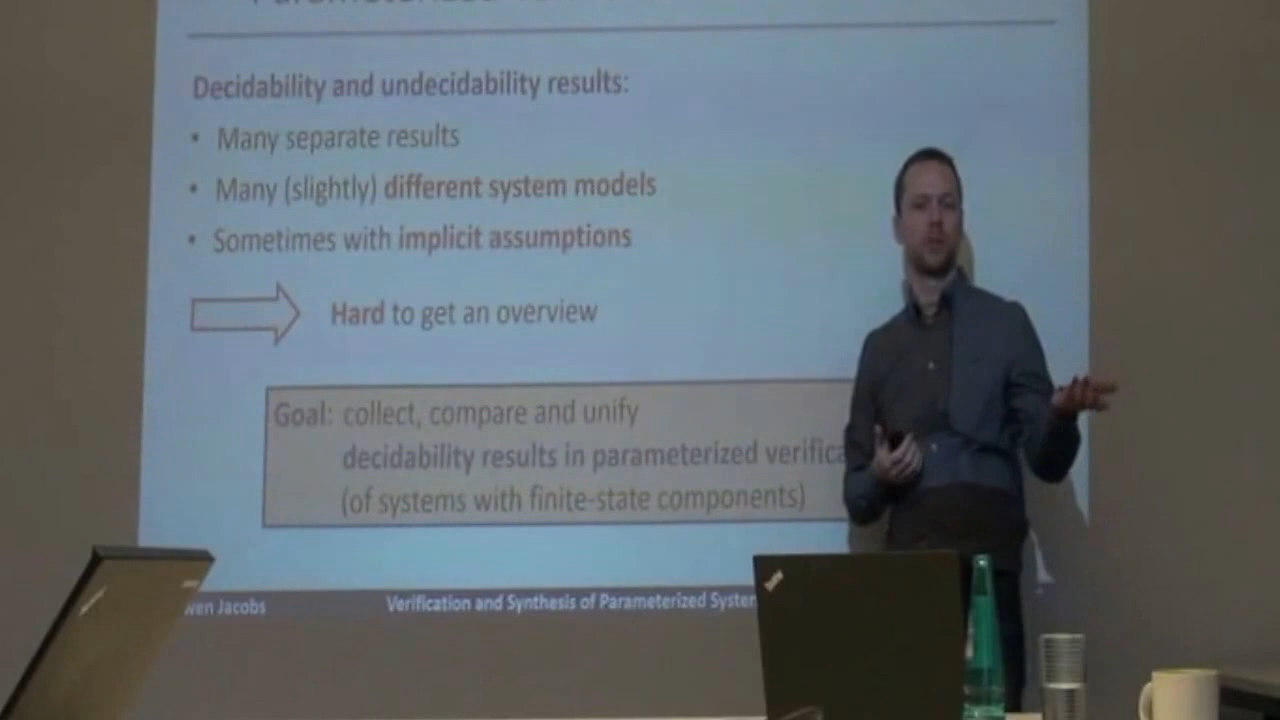 Decidability and undecidability results:
• Many separate results
• Many (slightly) different system models
• Sometimes with implicit assumptions
Hard to get an overview
Goal: collect, compare and unify
decidability results in parameterized verifica
(of systems with finite-state components)
wen Jacobs
Verification and Synthesis of Parameterized System